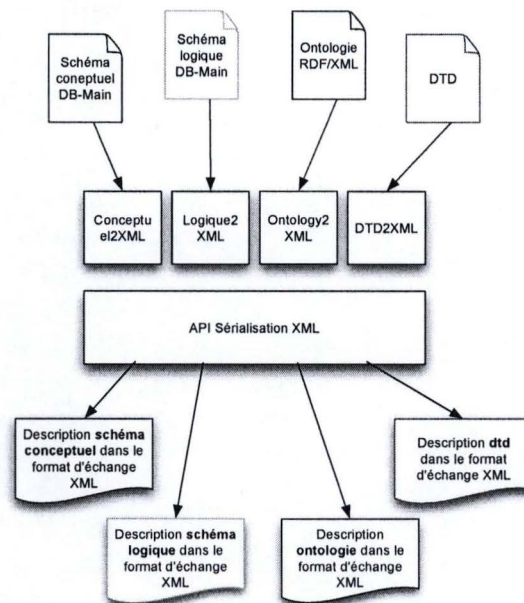 Schéma
coneptuel
DB-Main
Schéma
logique
DB-Main
Ontologie
RDF/XML
DTD
Conceptu
el2XML
Logique2
XML
Ontology2
XML
DTD2XML
API Sérialisation XML
Description schéma
conceptuel dans le
format d'échange
XML
Description dtd
dans le format
d'échange XML
Description schéma
logique dans le
format d'échange
XML
Description
ontologie dans le
format d'échange
XML